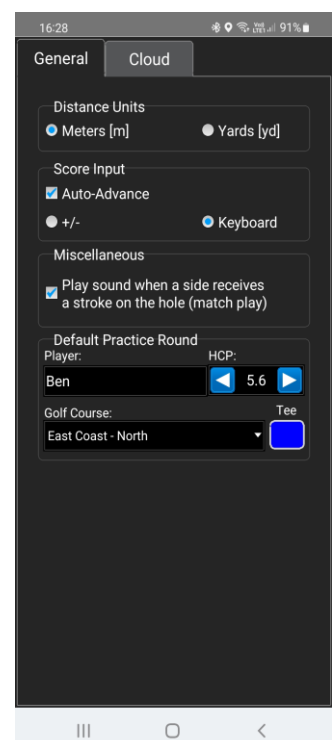 16:28 91%
General Cloud
Distance Units
Meters [m] Yards [yd]
Score Input
Auto-Advance
+/- Keyboard
Miscellaneous
Play sound when a side receives
a stroke on the hole (match play)
Default Practice Round
Player: HCP:
Ben 5.6
Golf Course: Tee
East Coast - North